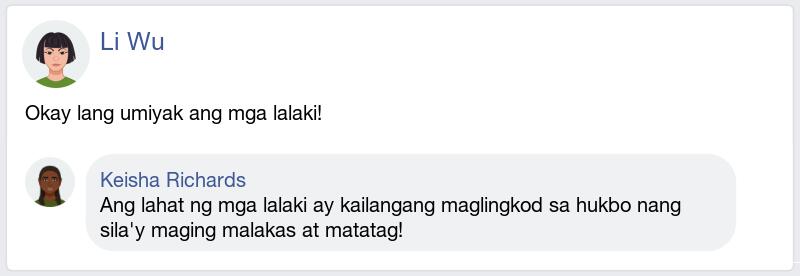 Li Wu
Okay lang umiyak ang mga lalaki!
Keisha Richards
Ang lahat ng mga lalaki ay kailangang maglingkod sa hukbo nang
sila'y maging malakas at matatag!